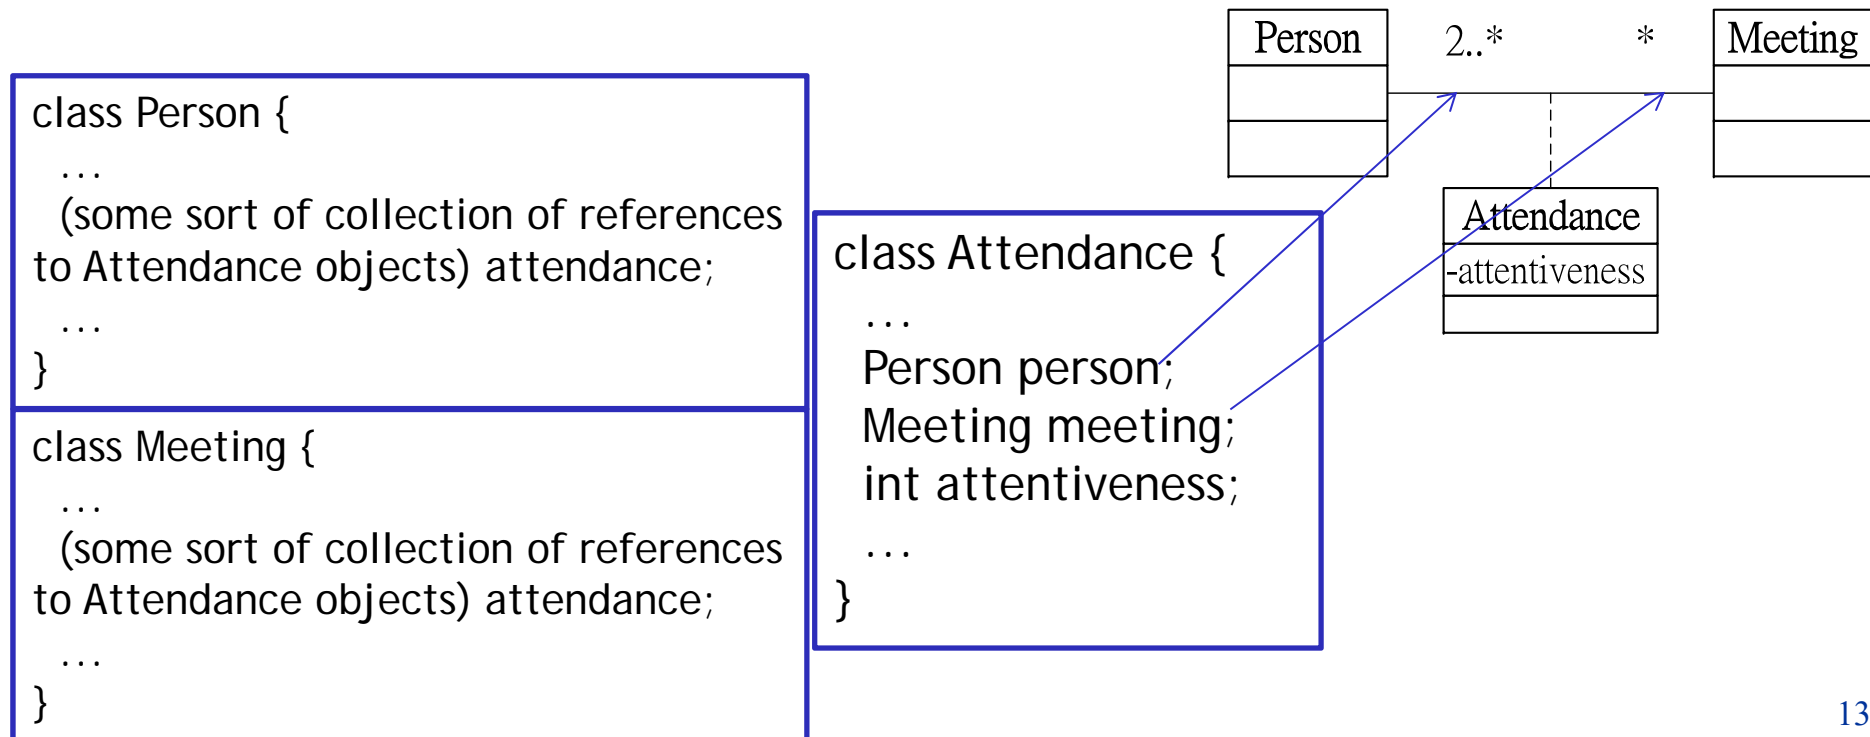 class Person {
...
(some sort of collection of references
to Attendance objects) attendance;
...
}
class Meeting {
...
(some sort of collection of references
to Attendance objects) attendance;
...
}
class Attendance {
...
Person person;
Meeting meeting;
int attentiveness;
...
}
Person 2..* * Meeting
Attendance
-attentiveness
13